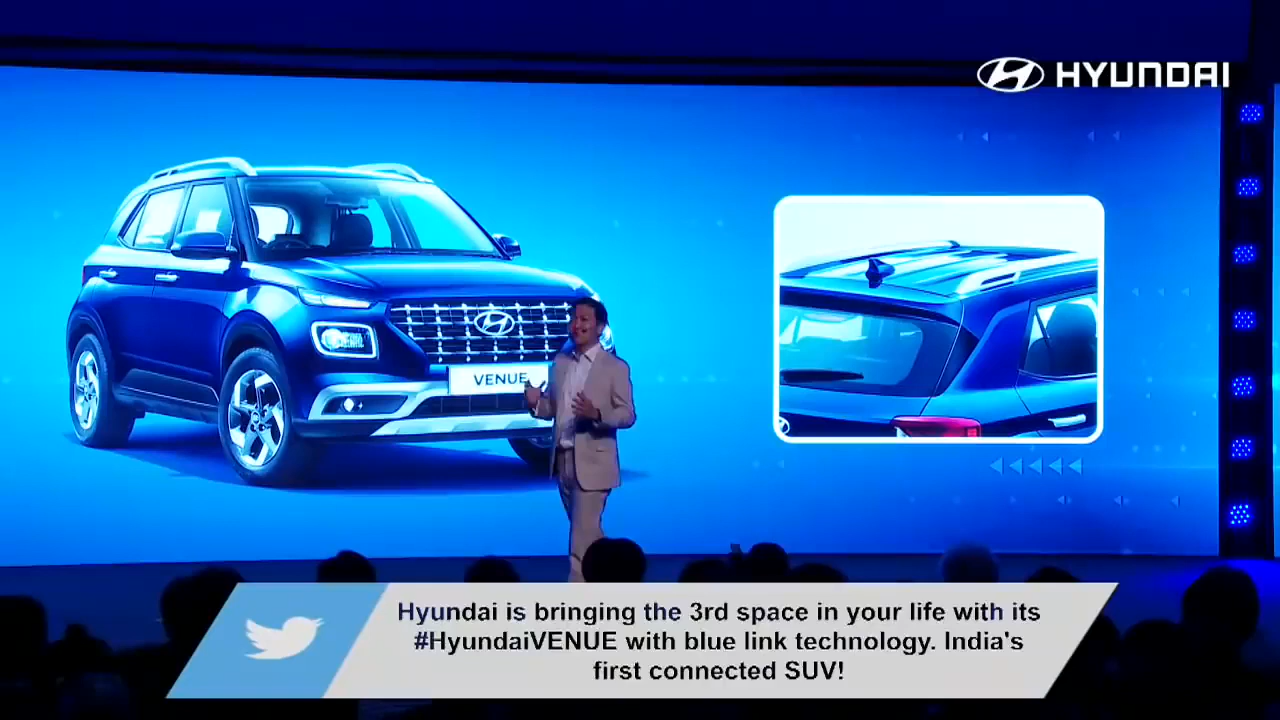 HYUNDAI
VENUE
Hyundai is bringing the 3rd space in your life with its
#HyundaiVENUE with blue link technology. India's
first connected SUV!